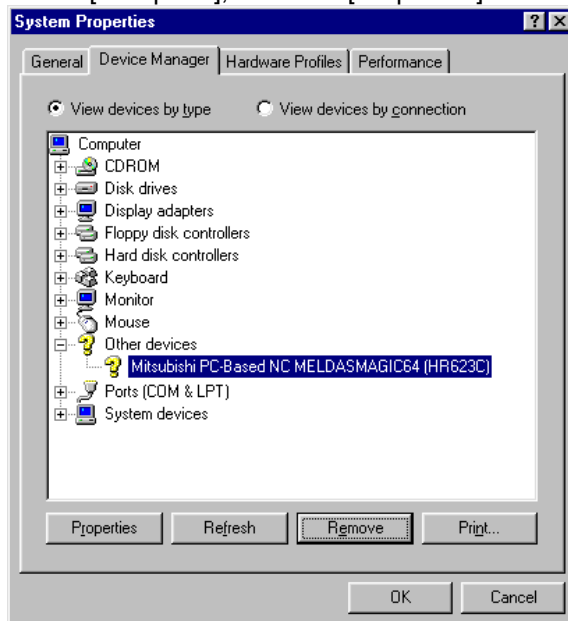 System Properties
General Device Manager Hardware Profiles Performance
View devices by type View devices by connection
Computer
CDROM
Disk drives
Display adapters
Floppy disk controllers
Hard disk controllers
Keyboard
Monitor
Mouse
Other devices
Mitsubishi PC-Based NC MELDASMAGIC64 (HR623C)
Ports (COM & LPT)
System devices
Properties Refresh Remove Print...
OK Cancel